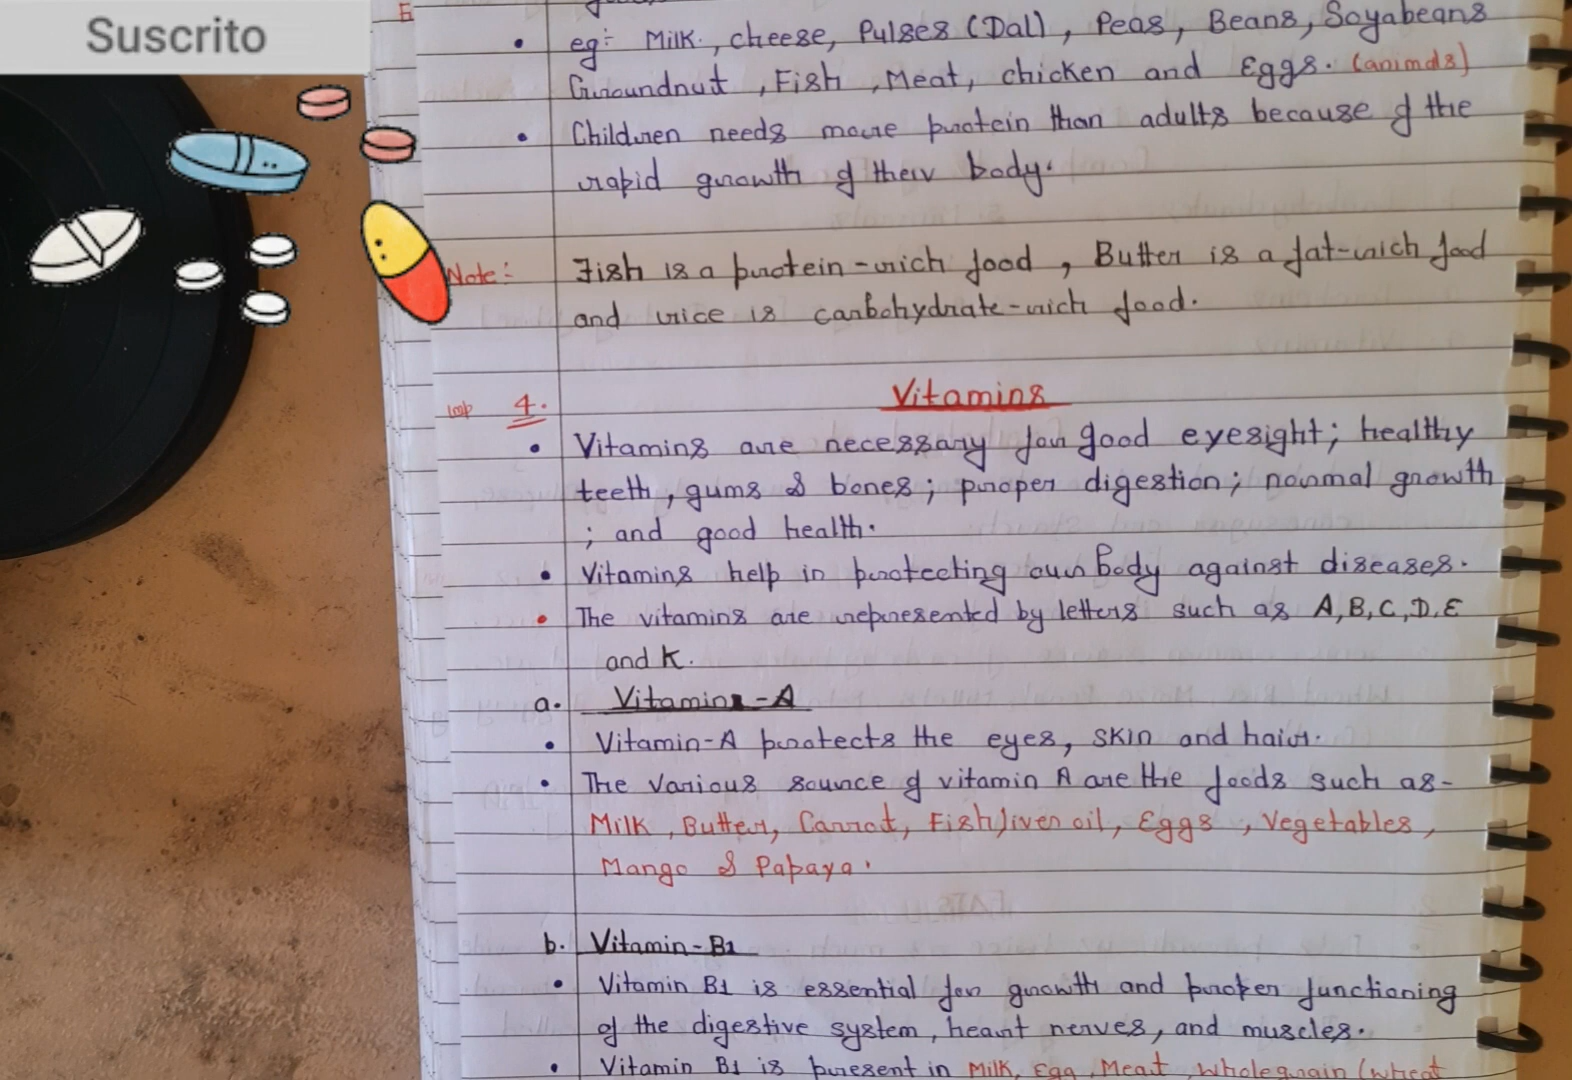 Suscrito
eg:- Milk, cheese, Pulses (Dal), Peas, Beans, Soyabeans
Groundnut, Fish, Meat, chicken and Eggs. (animals)
Children needs more protein than adults because of the
rapid growth of their body.
Note:- Fish is a protein-rich food, Butter is a fat-rich food
and rice is carbohydrate-rich food.
Imp 4. Vitamins
Vitamins are necessary for good eyesight; healthy
teeth, gums & bones; proper digestion; normal growth
; and good health.
Vitamins help in protecting our Body against diseases.
The vitamins are represented by letters such as A, B, C, D, E
and K.
a. Vitamin-A
Vitamin-A protects the eyes, skin and hair.
The various source of vitamin A are the foods such as-
Milk, Butter, Carrot, Fish liver oil, Eggs, Vegetables,
Mango & Papaya.
b. Vitamin-B1
Vitamin B1 is essential for growth and proper functioning
of the digestive system, heart nerves, and muscles.
Vitamin B1 is present in Milk, Egg, Meat, whole grain (wheat